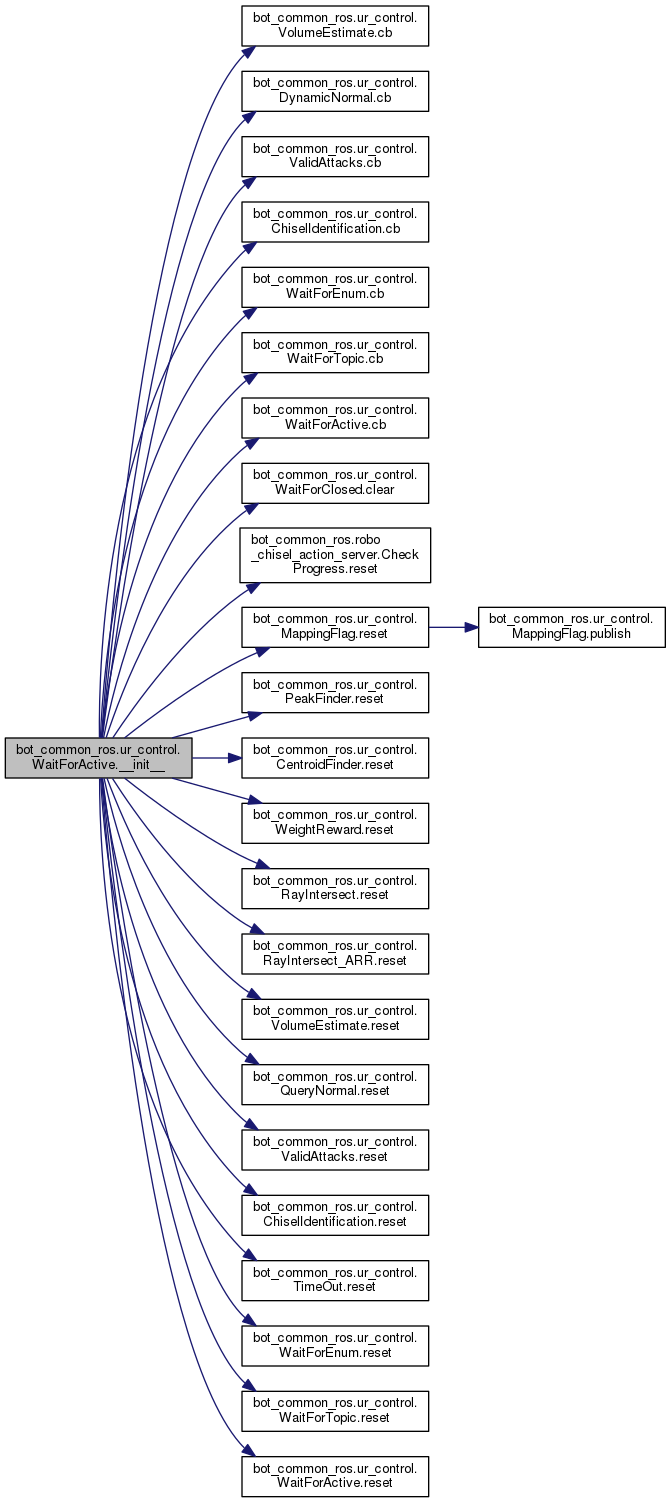 bot_common_ros.ur_control.
VolumeEstimate.cb
bot_common_ros.ur_control.
DynamicNormal.cb
bot_common_ros.ur_control.
ValidAttacks.cb
bot_common_ros.ur_control.
ChiselIdentification.cb
bot_common_ros.ur_control.
WaitForEnum.cb
bot_common_ros.ur_control.
WaitForTopic.cb
bot_common_ros.ur_control.
WaitForActive.cb
bot_common_ros.ur_control.
WaitForClosed.clear
bot_common_ros.robo
_chisel_action_server.Check
Progress.reset
bot_common_ros.ur_control.
MappingFlag.reset
bot_common_ros.ur_control.
MappingFlag.publish
bot_common_ros.ur_control.
PeakFinder.reset
bot_common_ros.ur_control.
WaitForActive.__init__
bot_common_ros.ur_control.
CentroidFinder.reset
bot_common_ros.ur_control.
WeightReward.reset
bot_common_ros.ur_control.
RayIntersect.reset
bot_common_ros.ur_control.
RayIntersect_ARR.reset
bot_common_ros.ur_control.
VolumeEstimate.reset
bot_common_ros.ur_control.
QueryNormal.reset
bot_common_ros.ur_control.
ValidAttacks.reset
bot_common_ros.ur_control.
ChiselIdentification.reset
bot_common_ros.ur_control.
TimeOut.reset
bot_common_ros.ur_control.
WaitForEnum.reset
bot_common_ros.ur_control.
WaitForTopic.reset
bot_common_ros.ur_control.
WaitForActive.reset